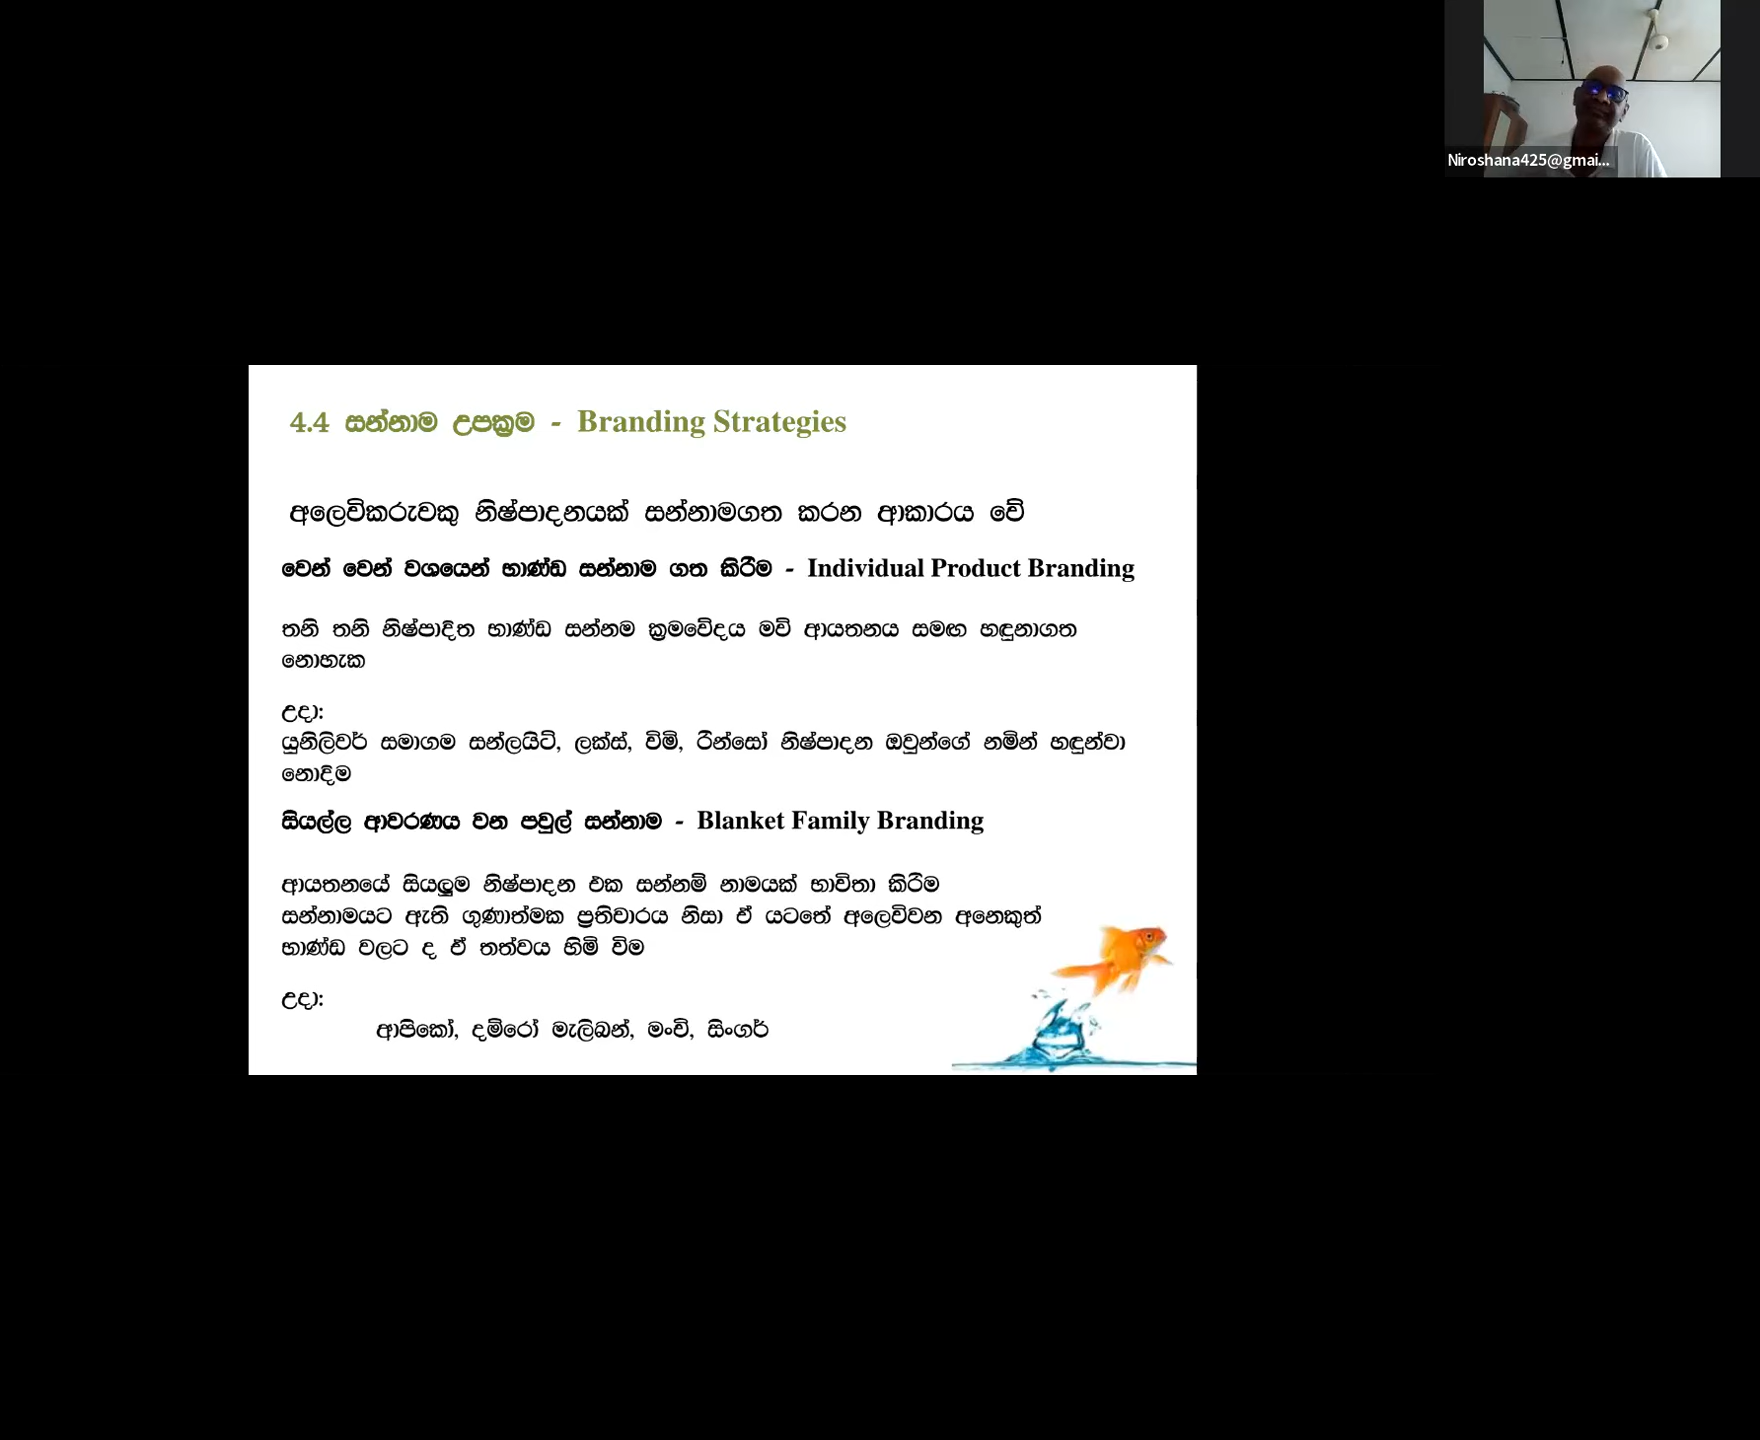 Niroshana425@gmai...
4.4 සන්නාම උපක්‍රම - Branding Strategies
අලෙවිකරුවකු නිෂ්පාදනයක් සන්නාමගත කරන ආකාරය වේ
වෙන් වෙන් වශයෙන් භාණ්ඩ සන්නාම ගත කිරීම - Individual Product Branding
තනි තනි නිෂ්පාදිත භාණ්ඩ සන්නම ක්‍රමවේදය මව් ආයතනය සමඟ හඳුනාගත
නොහැක
උදා:
යුනිලිවර් සමාගම සන්ලයිට්, ලක්ස්, විම්, රින්සෝ නිෂ්පාදන ඔවුන්ගේ නමින් හඳුන්වා
නොදිම
සියල්ල ආවරණය වන පවුල් සන්නාම - Blanket Family Branding
ආයතනයේ සියලුම නිෂ්පාදන එක සන්නම් නාමයක් භාවිතා කිරීම
සන්නාමයට ඇති ගුණාත්මක ප්‍රතිචාරය නිසා ඒ යටතේ අලෙවිවන අනෙකුත්
භාණ්ඩ වලට ද ඒ තත්වය හිමි විම
උදා:
ආපිකෝ, දම්රෝ මැලිබන්, මංචි, සිංගර්